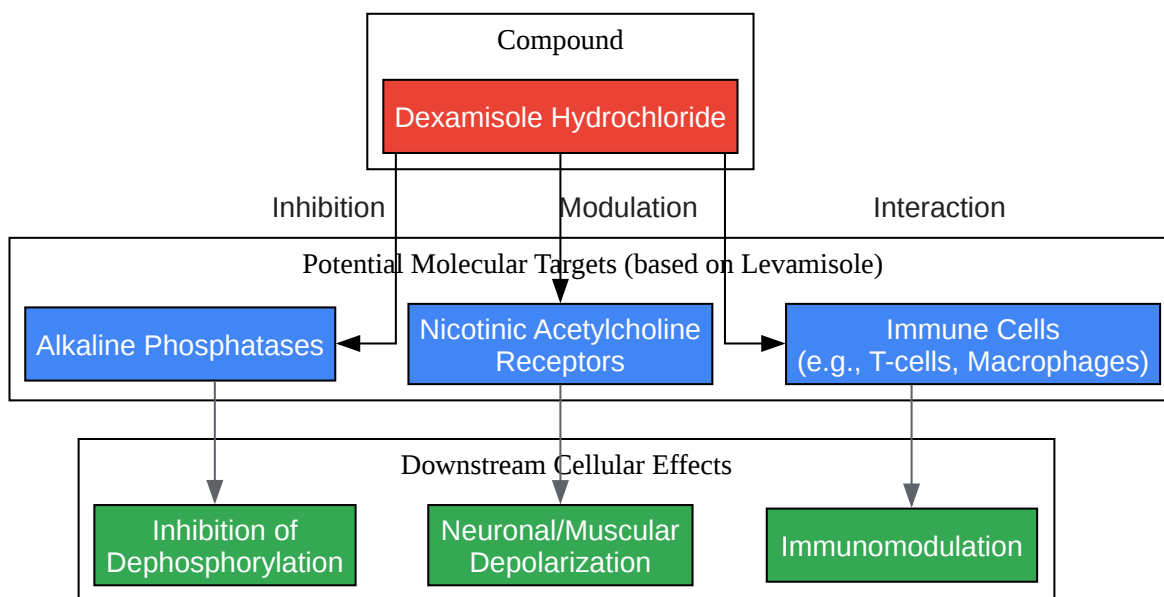 Compound
Dexamisole Hydrochloride
Inhibition
Modulation
Interaction
Potential Molecular Targets (based on Levamisole)
Alkaline Phosphatases
Nicotinic Acetylcholine
Receptors
Immune Cells
(e.g., T-cells, Macrophages)
Downstream Cellular Effects
Inhibition of
Dephosphorylation
Neuronal/Muscular
Depolarization
Immunomodulation